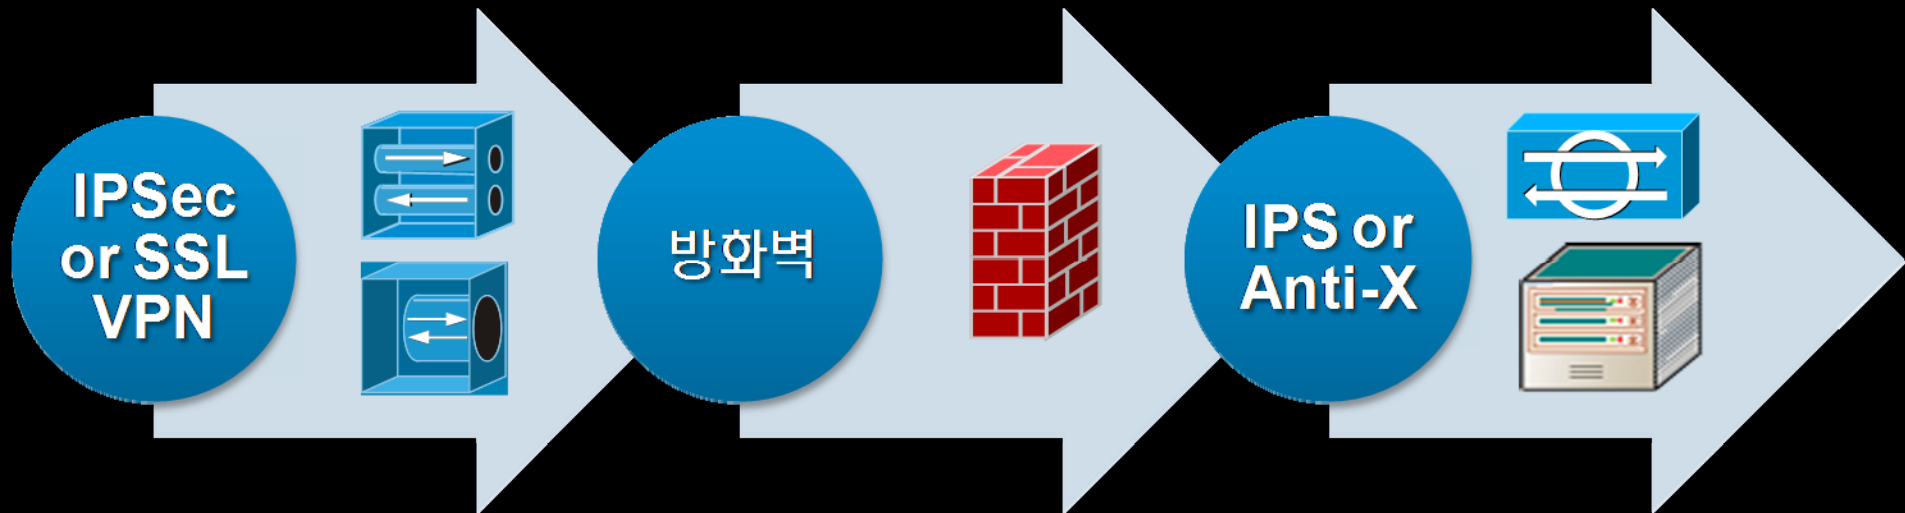 IPSec
or SSL
VPN
방화벽
IPS or
Anti-X